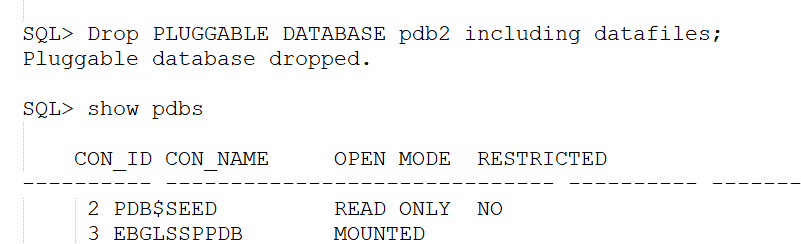 SQL> Drop PLUGGABLE DATABASE pdb2 including datafiles;
Pluggable database dropped.
SQL> show pdbs
CON_ID CON_NAME OPEN MODE RESTRICTED
---------- ------------------------------ ---------- -------
2 PDB$SEED READ ONLY NO
3 EBGLSSPPDB MOUNTED